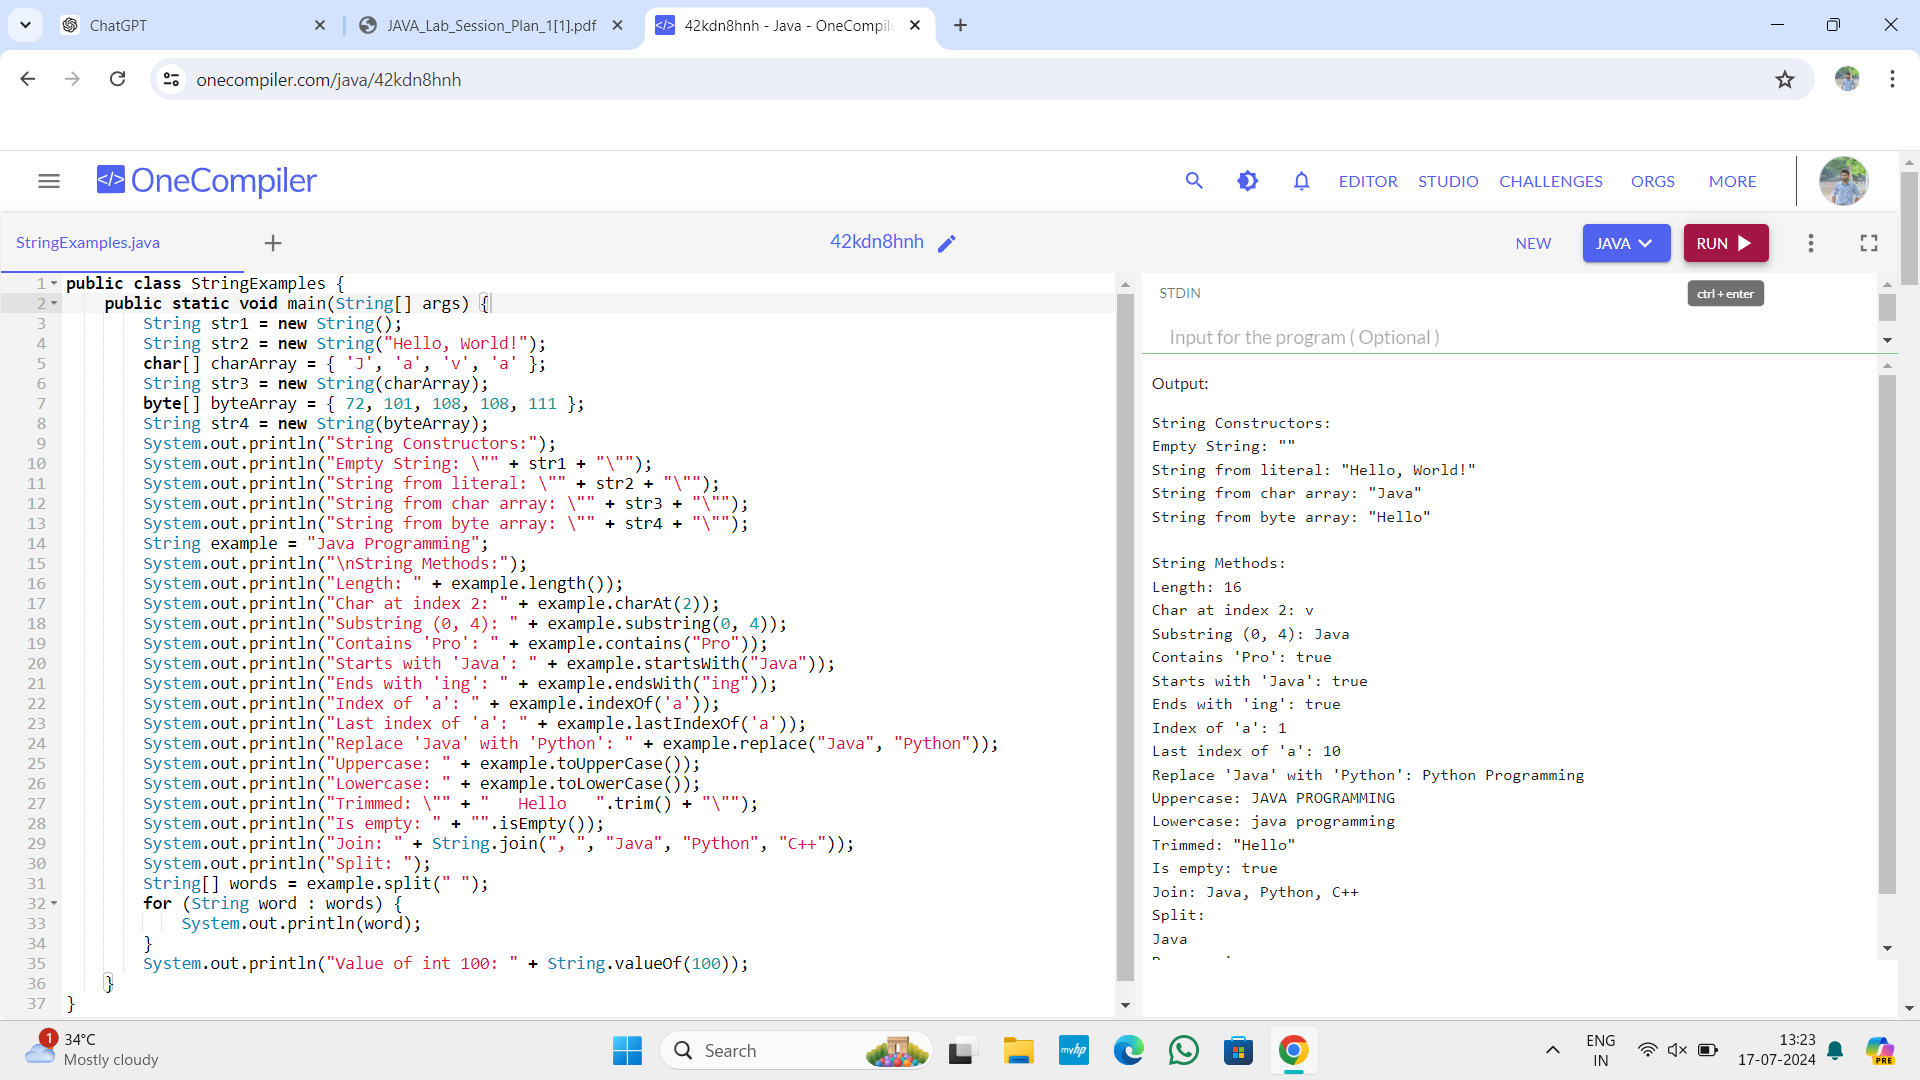 ChatGPT
JAVA_Lab_Session_Plan_1[1].pdf
42kdn8hnh - Java - OneCompil
onecompiler.com/java/42kdn8hnh
</> OneCompiler
EDITOR STUDIO CHALLENGES ORGS MORE
StringExamples.java
42kdn8hnh
NEW
JAVA
RUN
ctrl + enter
1 public class StringExamples {
2 public static void main(String[] args) {
3 String str1 = new String();
4 String str2 = new String("Hello, World!");
5 char[] charArray = { 'J', 'a', 'v', 'a' };
6 String str3 = new String(charArray);
7 byte[] byteArray = { 72, 101, 108, 108, 111 };
8 String str4 = new String(byteArray);
9 System.out.println("String Constructors:");
10 System.out.println("Empty String: \"" + str1 + "\"");
11 System.out.println("String from literal: \"" + str2 + "\"");
12 System.out.println("String from char array: \"" + str3 + "\"");
13 System.out.println("String from byte array: \"" + str4 + "\"");
14 String example = "Java Programming";
15 System.out.println("\nString Methods:");
16 System.out.println("Length: " + example.length());
17 System.out.println("Char at index 2: " + example.charAt(2));
18 System.out.println("Substring (0, 4): " + example.substring(0, 4));
19 System.out.println("Contains 'Pro': " + example.contains("Pro"));
20 System.out.println("Starts with 'Java': " + example.startsWith("Java"));
21 System.out.println("Ends with 'ing': " + example.endsWith("ing"));
22 System.out.println("Index of 'a': " + example.indexOf('a'));
23 System.out.println("Last index of 'a': " + example.lastIndexOf('a'));
24 System.out.println("Replace 'Java' with 'Python': " + example.replace("Java", "Python"));
25 System.out.println("Uppercase: " + example.toUpperCase());
26 System.out.println("Lowercase: " + example.toLowerCase());
27 System.out.println("Trimmed: \"" + "   Hello   ".trim() + "\"");
28 System.out.println("Is empty: " + "".isEmpty());
29 System.out.println("Join: " + String.join(", ", "Java", "Python", "C++"));
30 System.out.println("Split: ");
31 String[] words = example.split(" ");
32 for (String word : words) {
33 System.out.println(word);
34 }
35 System.out.println("Value of int 100: " + String.valueOf(100));
36 }
37 }
STDIN
Input for the program ( Optional )
Output:
String Constructors:
Empty String: ""
String from literal: "Hello, World!"
String from char array: "Java"
String from byte array: "Hello"
String Methods:
Length: 16
Char at index 2: v
Substring (0, 4): Java
Contains 'Pro': true
Starts with 'Java': true
Ends with 'ing': true
Index of 'a': 1
Last index of 'a': 10
Replace 'Java' with 'Python': Python Programming
Uppercase: JAVA PROGRAMMING
Lowercase: java programming
Trimmed: "Hello"
Is empty: true
Join: Java, Python, C++
Split:
Java
1
34°C
Mostly cloudy
Search
myhp
ENG
IN
13:23
17-07-2024
PRE